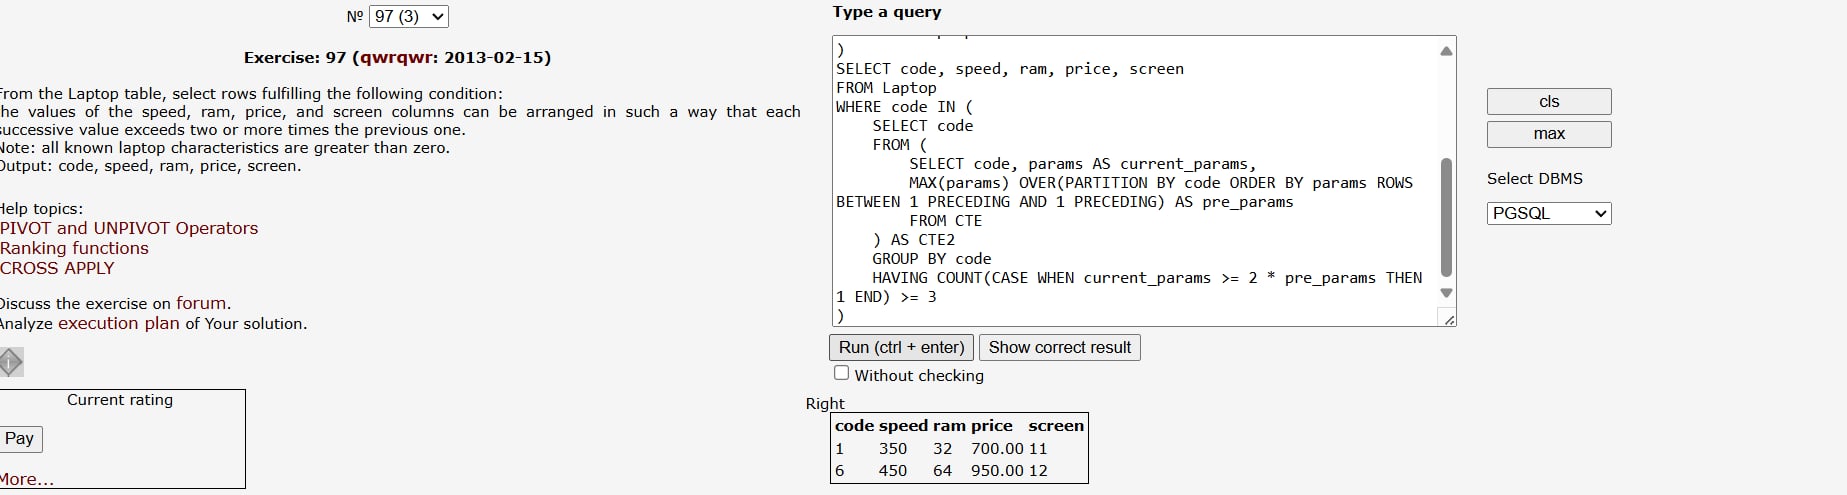 № 97 (3)
Exercise: 97 (qwrqwr: 2013-02-15)
From the Laptop table, select rows fulfilling the following condition:
the values of the speed, ram, price, and screen columns can be arranged in such a way that each
successive value exceeds two or more times the previous one.
Note: all known laptop characteristics are greater than zero.
Output: code, speed, ram, price, screen.
Help topics:
PIVOT and UNPIVOT Operators
Ranking functions
CROSS APPLY
Discuss the exercise on forum.
Analyze execution plan of Your solution.
Current rating
Pay
More...
Type a query
)
SELECT code, speed, ram, price, screen
FROM Laptop
WHERE code IN (
    SELECT code
    FROM (
        SELECT code, params AS current_params,
        MAX(params) OVER(PARTITION BY code ORDER BY params ROWS
BETWEEN 1 PRECEDING AND 1 PRECEDING) AS pre_params
        FROM CTE
    ) AS CTE2
    GROUP BY code
    HAVING COUNT(CASE WHEN current_params >= 2 * pre_params THEN
1 END) >= 3
)
Run (ctrl + enter) Show correct result
Without checking
Right
code speed ram price screen
1 350 32 700.00 11
6 450 64 950.00 12
cls
max
Select DBMS
PGSQL